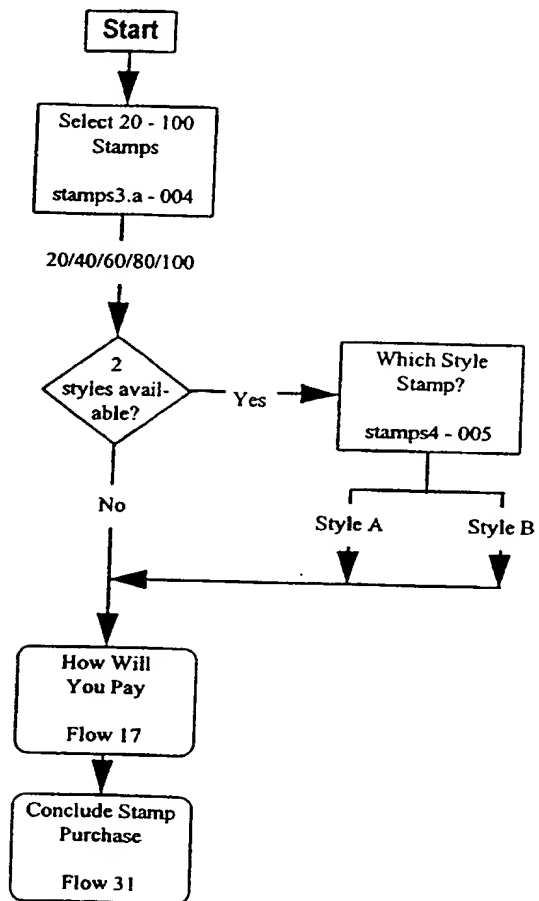 Start
Select 20 - 100
Stamps
stamps3.a - 004
20/40/60/80/100
2
styles avail-
able?
Yes
Which Style
Stamp?
stamps4 - 005
No
Style A
Style B
How Will
You Pay
Flow 17
Conclude Stamp
Purchase
Flow 31